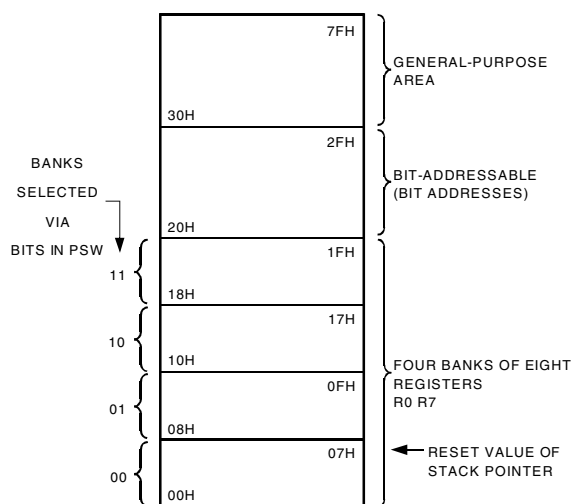 7FH
GENERAL-PURPOSE
AREA
30H
2FH
BANKS
SELECTED
VIA
BITS IN PSW
BIT-ADDRESSABLE
(BIT ADDRESSES)
20H
1FH
11
18H
17H
10
10H
FOUR BANKS OF EIGHT
REGISTERS
R0 R7
0FH
01
08H
07H
RESET VALUE OF
STACK POINTER
00
00H